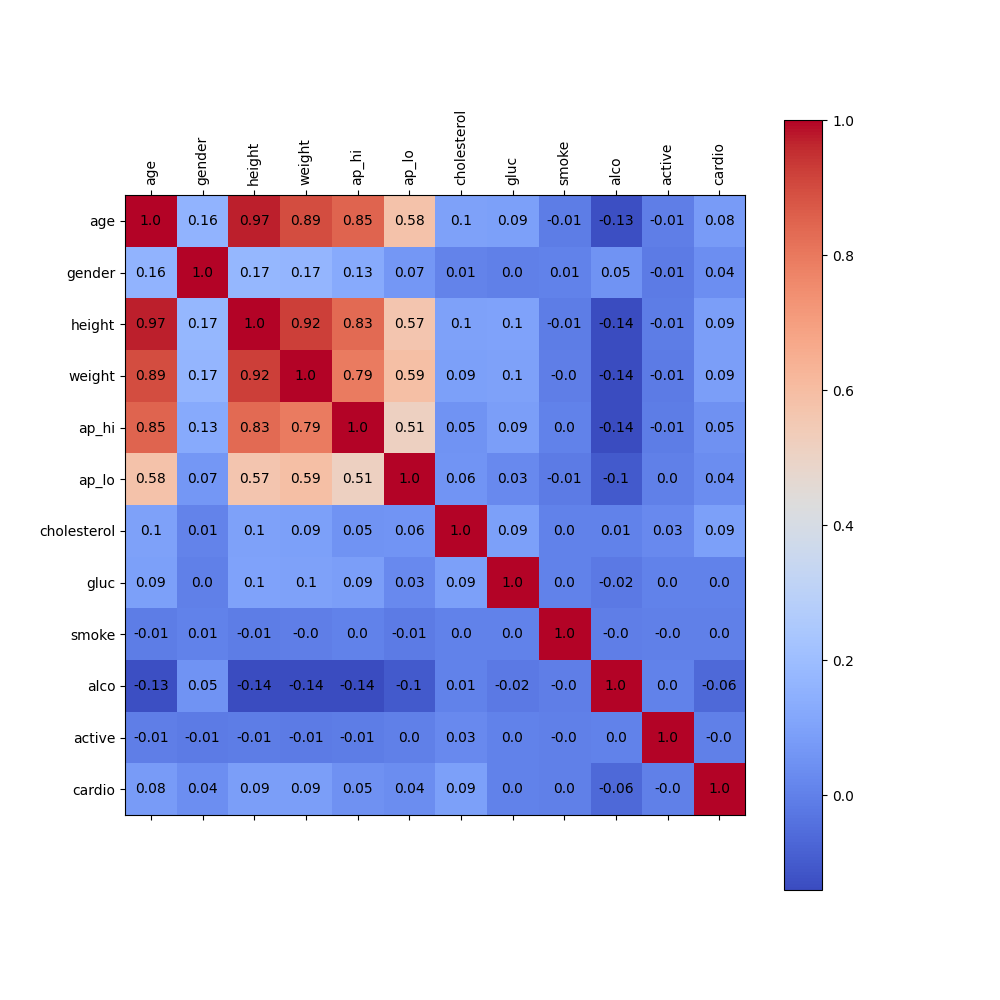 age gender height weight ap_hi ap_lo cholesterol gluc smoke alco active cardio
age 1.0 0.16 0.97 0.89 0.85 0.58 0.1 0.09 -0.01 -0.13 -0.01 0.08
gender 0.16 1.0 0.17 0.17 0.13 0.07 0.01 0.0 0.01 0.05 -0.01 0.04
height 0.97 0.17 1.0 0.92 0.83 0.57 0.1 0.1 -0.01 -0.14 -0.01 0.09
weight 0.89 0.17 0.92 1.0 0.79 0.59 0.09 0.1 -0.0 -0.14 -0.01 0.09
ap_hi 0.85 0.13 0.83 0.79 1.0 0.51 0.05 0.09 0.0 -0.14 -0.01 0.05
ap_lo 0.58 0.07 0.57 0.59 0.51 1.0 0.06 0.03 -0.01 -0.1 0.0 0.04
cholesterol 0.1 0.01 0.1 0.09 0.05 0.06 1.0 0.09 0.0 0.01 0.03 0.09
gluc 0.09 0.0 0.1 0.1 0.09 0.03 0.09 1.0 0.0 -0.02 0.0 0.0
smoke -0.01 0.01 -0.01 -0.0 0.0 -0.01 0.0 0.0 1.0 -0.0 -0.0 0.0
alco -0.13 0.05 -0.14 -0.14 -0.14 -0.1 0.01 -0.02 -0.0 1.0 0.0 -0.06
active -0.01 -0.01 -0.01 -0.01 -0.01 0.0 0.03 0.0 -0.0 0.0 1.0 -0.0
cardio 0.08 0.04 0.09 0.09 0.05 0.04 0.09 0.0 0.0 -0.06 -0.0 1.0
1.0
0.8
0.6
0.4
0.2
0.0